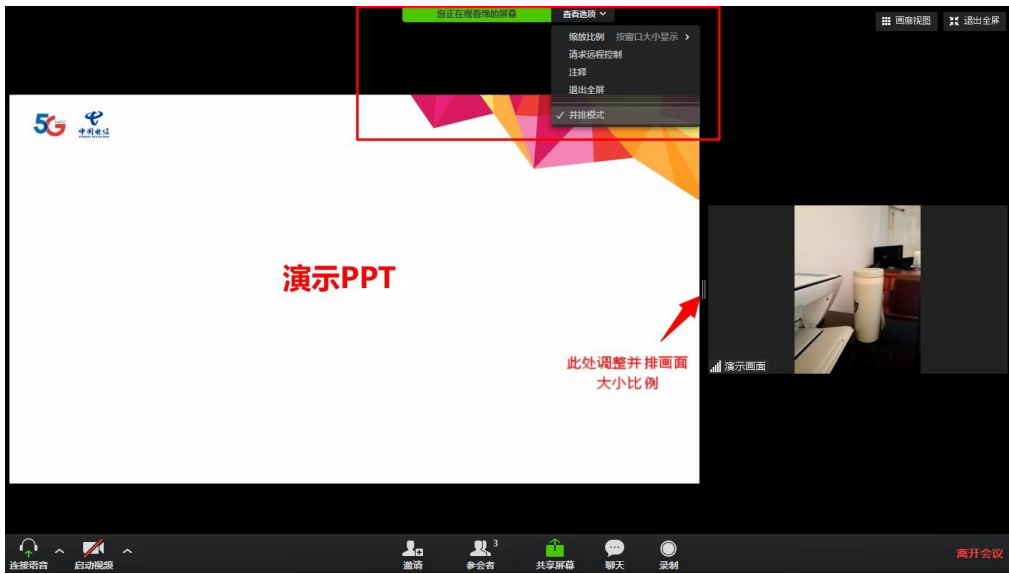 您正在观看绵的屏幕 查看选项
画廊视图 退出全屏
缩放比例 按窗口大小显示
请求远程控制
注释
退出全屏
并排模式
5G
中国电信
演示PPT
此处调整并排画面
大小比例
演示画面
连接语音 启动视频 邀请 参会者 3 共享屏幕 聊天 录制 离开会议